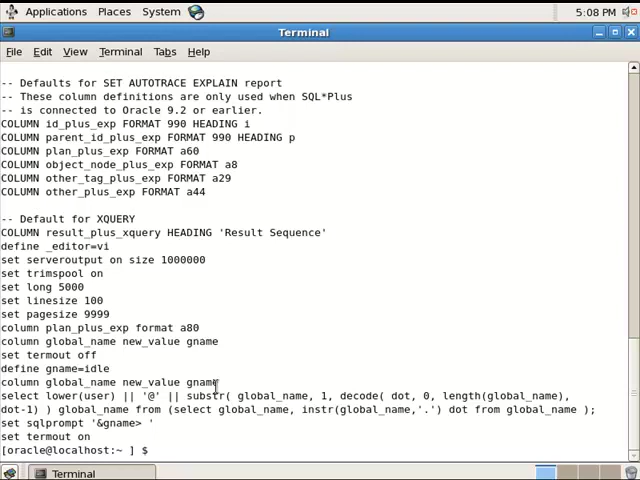 Applications Places System 5:08 PM
Terminal
File Edit View Terminal Tabs Help
-- Defaults for SET AUTOTRACE EXPLAIN report
-- These column definitions are only used when SQL*Plus
-- is connected to Oracle 9.2 or earlier.
COLUMN id_plus_exp FORMAT 990 HEADING i
COLUMN parent_id_plus_exp FORMAT 990 HEADING p
COLUMN plan_plus_exp FORMAT a60
COLUMN object_node_plus_exp FORMAT a8
COLUMN other_tag_plus_exp FORMAT a29
COLUMN other_plus_exp FORMAT a44
-- Default for XQUERY
COLUMN result_plus_xquery HEADING 'Result Sequence'
define _editor=vi
set serveroutput on size 1000000
set trimspool on
set long 5000
set linesize 100
set pagesize 9999
column plan_plus_exp format a80
column global_name new_value gname
set termout off
define gname=idle
column global_name new_value gname
select lower(user) || '@' || substr( global_name, 1, decode( dot, 0, length(global_name),
dot-1) ) global_name from (select global_name, instr(global_name,'.') dot from global_name );
set sqlprompt '&gname> '
set termout on
[oracle@localhost:~ ] $
Terminal